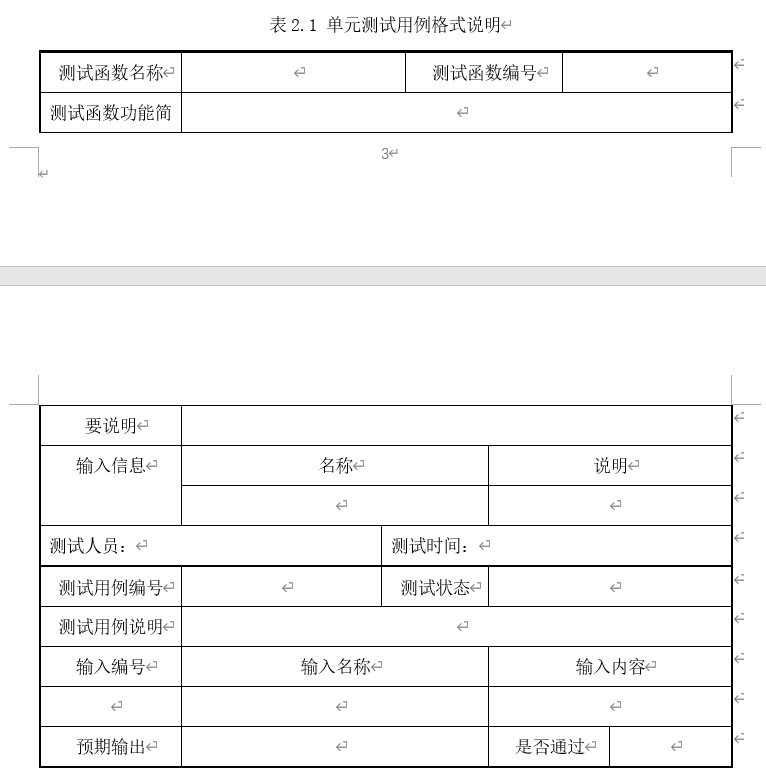 表 2.1 单元测试用例格式说明
测试函数名称 测试函数编号
测试函数功能简
3
要说明
输入信息 名称 说明
测试人员： 测试时间：
测试用例编号 测试状态
测试用例说明
输入编号 输入名称 输入内容
预期输出 是否通过